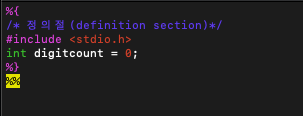 %{
/* 정의절(definition section)*/
#include <stdio.h>
int digitcount = 0;
%}
%%